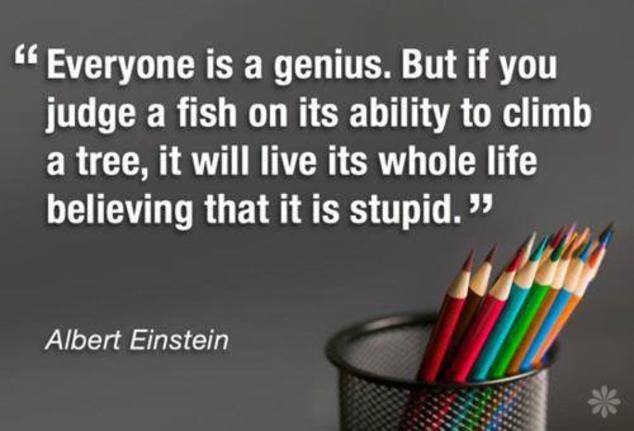 “Everyone is a genius. But if you
judge a fish on its ability to climb
a tree, it will live its whole life
believing that it is stupid.”
Albert Einstein